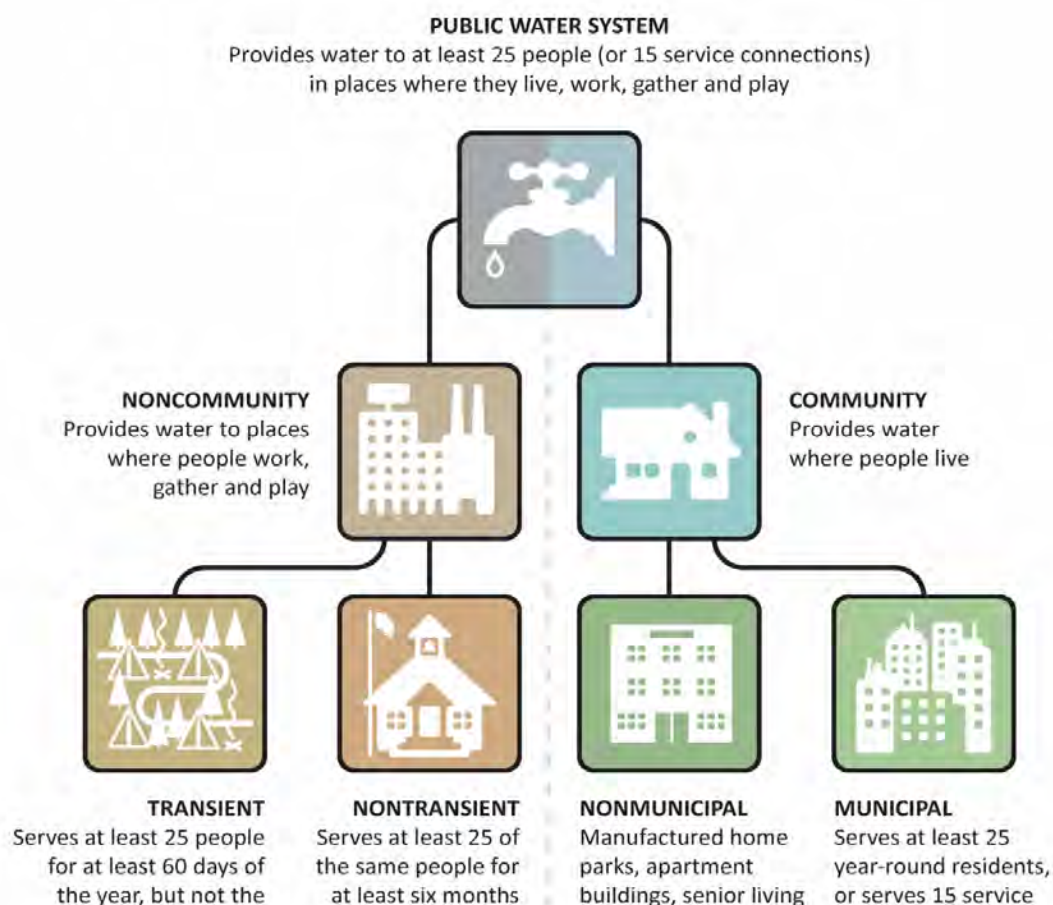 PUBLIC WATER SYSTEM
Provides water to at least 25 people (or 15 service connections)
in places where they live, work, gather and play
NONCOMMUNITY
Provides water to places
where people work,
gather and play
COMMUNITY
Provides water
where people live
TRANSIENT
Serves at least 25 people
for at least 60 days of
the year, but not the
NONTRANSIENT
Serves at least 25 of
the same people for
at least six months
NONMUNICIPAL
Manufactured home
parks, apartment
buildings, senior living
MUNICIPAL
Serves at least 25
year-round residents,
or serves 15 service